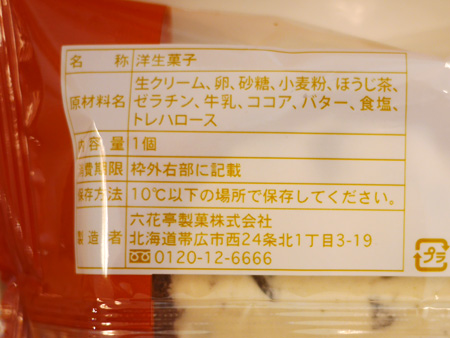 名 称 洋生菓子
原材料名 生クリーム、卵、砂糖、小麦粉、ほうじ茶、
ゼラチン、牛乳、ココア、バター、食塩、
トレハロース
内 容 量 1個
消費期限 枠外右部に記載
保存方法 10℃以下の場所で保存してください。
製 造 者 六花亭製菓株式会社
北海道帯広市西24条北1丁目3-19
0120-12-6666
プラ